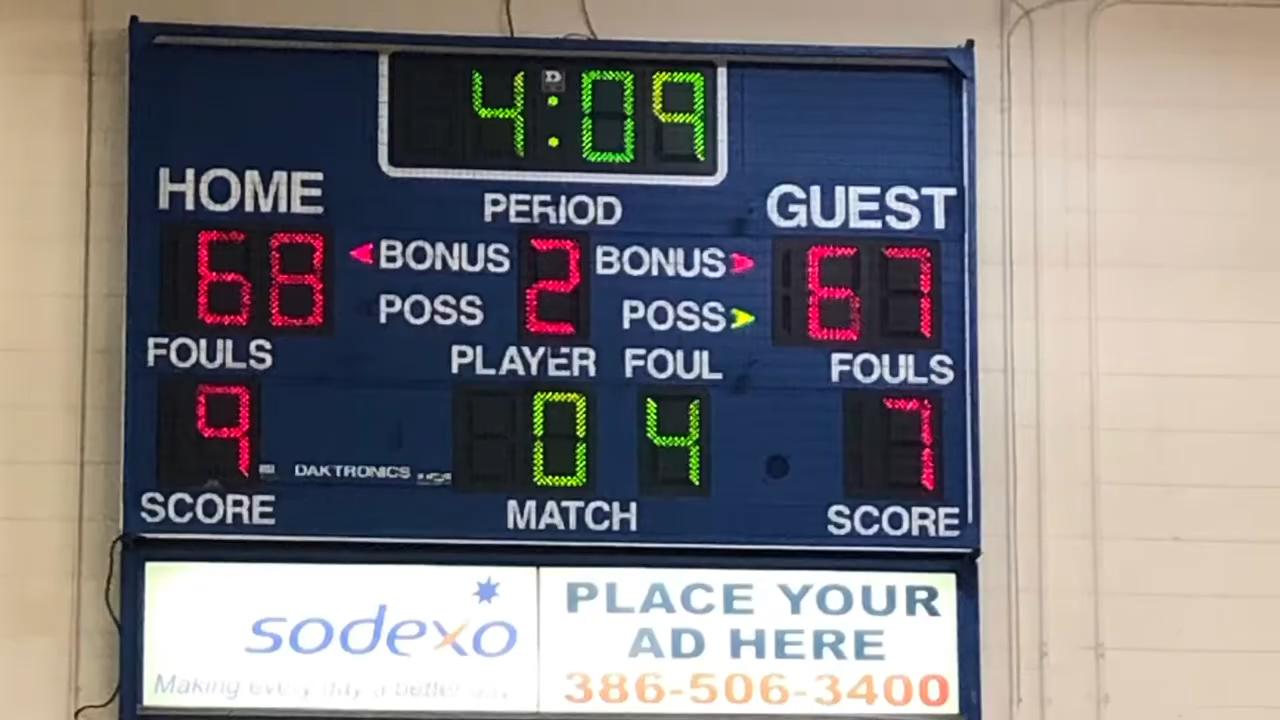 4:09
HOME PERIOD GUEST
68 BONUS 2 BONUS 67
POSS POSS
FOULS PLAYER FOUL FOULS
9 0 4 7
DAKTRONICS
SCORE MATCH SCORE
sodexo
Making every day a better day
PLACE YOUR
AD HERE
386-506-3400